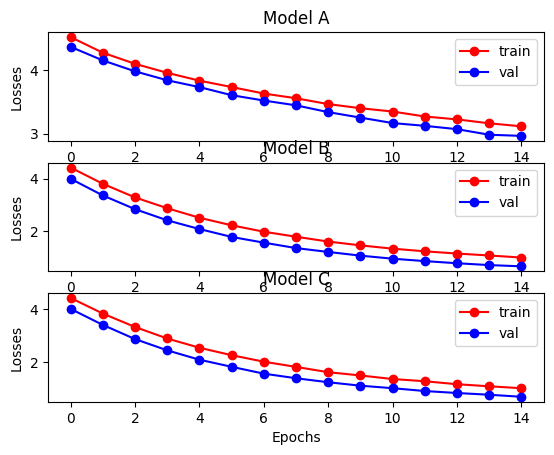 Model A
Losses
4
3
train
val
0 2 4 6 8 10 12 14
Model B
Losses
4
2
train
val
0 2 4 6 8 10 12 14
Model C
Losses
4
2
train
val
0 2 4 6 8 10 12 14
Epochs